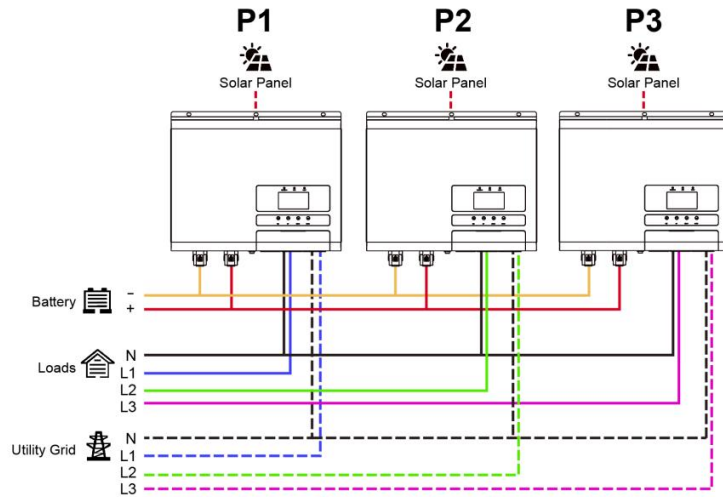 P1 P2 P3
Solar Panel Solar Panel Solar Panel
Battery
−
+
Loads
N
L1
L2
L3
Utility Grid
N
L1
L2
L3